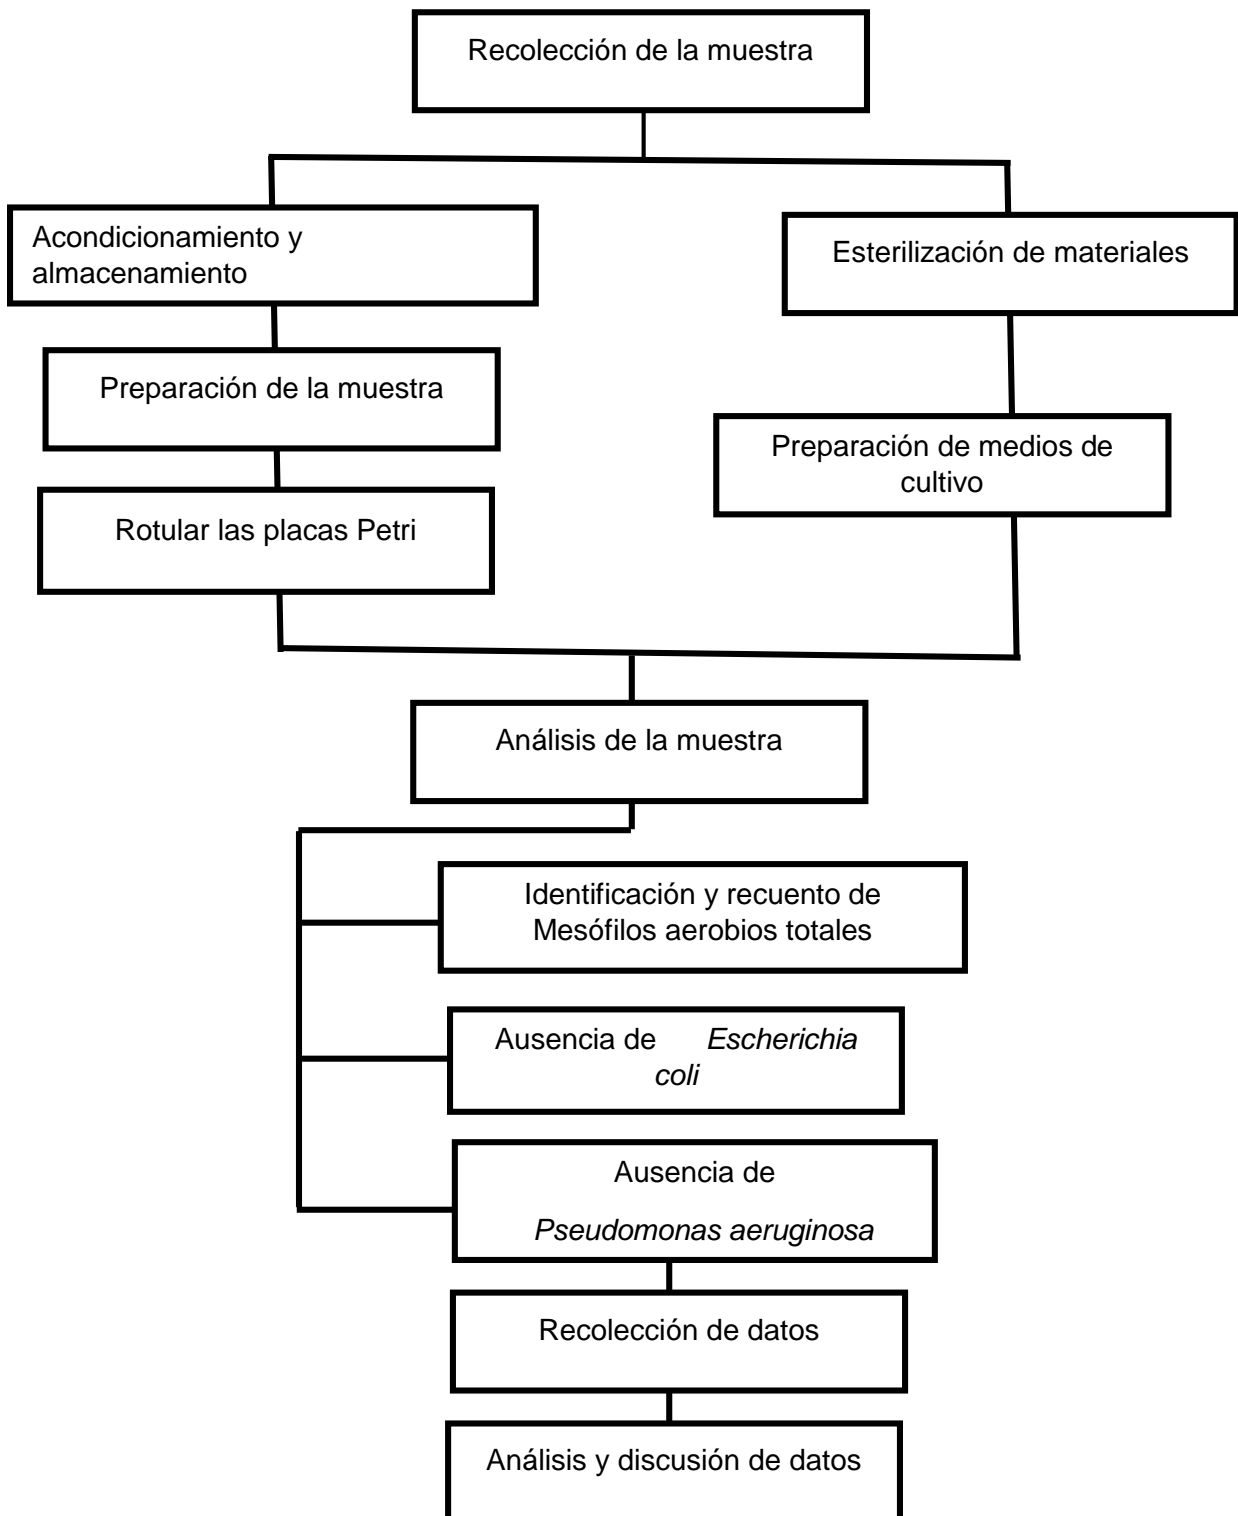 Recolección de la muestra
Acondicionamiento y
almacenamiento
Esterilización de materiales
Preparación de la muestra
Preparación de medios de
cultivo
Rotular las placas Petri
Análisis de la muestra
Identificación y recuento de
Mesófilos aerobios totales
Ausencia de Escherichia
coli
Ausencia de
Pseudomonas aeruginosa
Recolección de datos
Análisis y discusión de datos